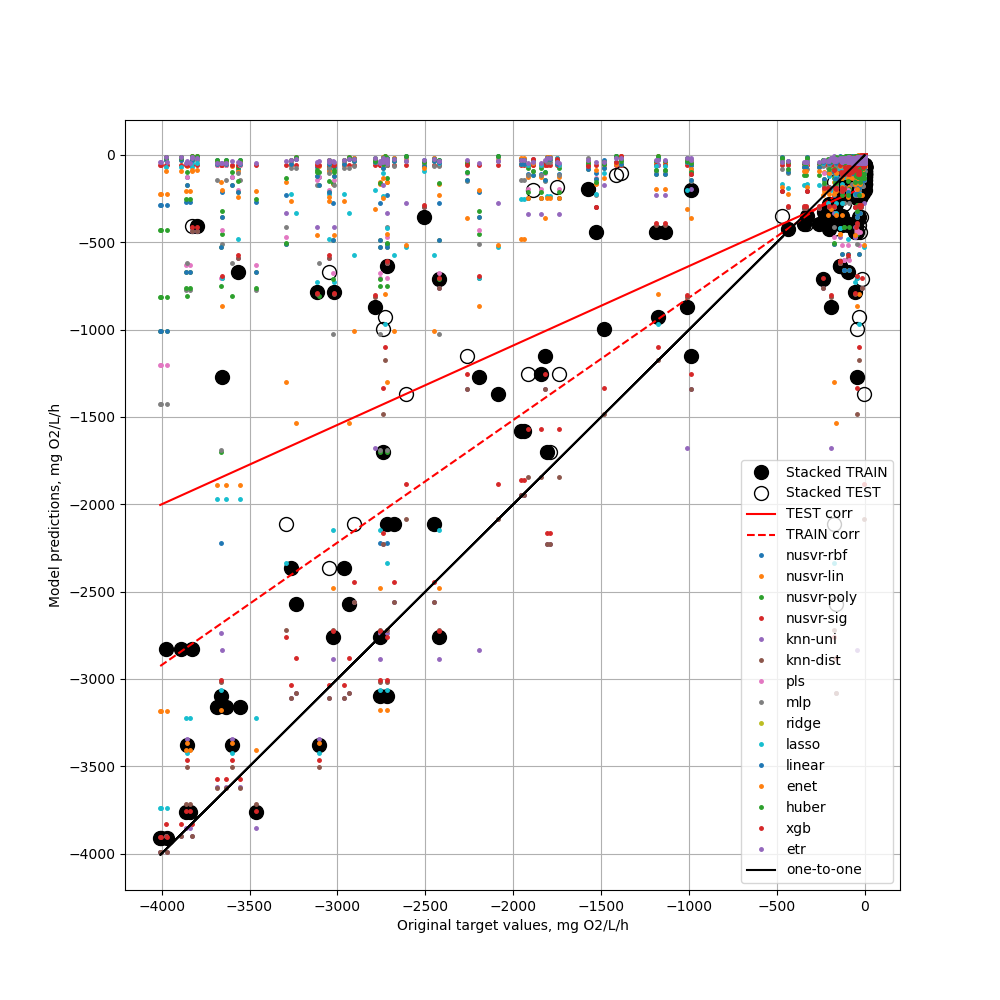 0
−500
−1000
−1500
−2000
−2500
−3000
−3500
−4000
Model predictions, mg O2/L/h
Stacked TRAIN
Stacked TEST
TEST corr
TRAIN corr
nusvr-rbf
nusvr-lin
nusvr-poly
nusvr-sig
knn-uni
knn-dist
pls
mlp
ridge
lasso
linear
enet
huber
xgb
etr
one-to-one
−4000 −3500 −3000 −2500 −2000 −1500 −1000 −500 0
Original target values, mg O2/L/h